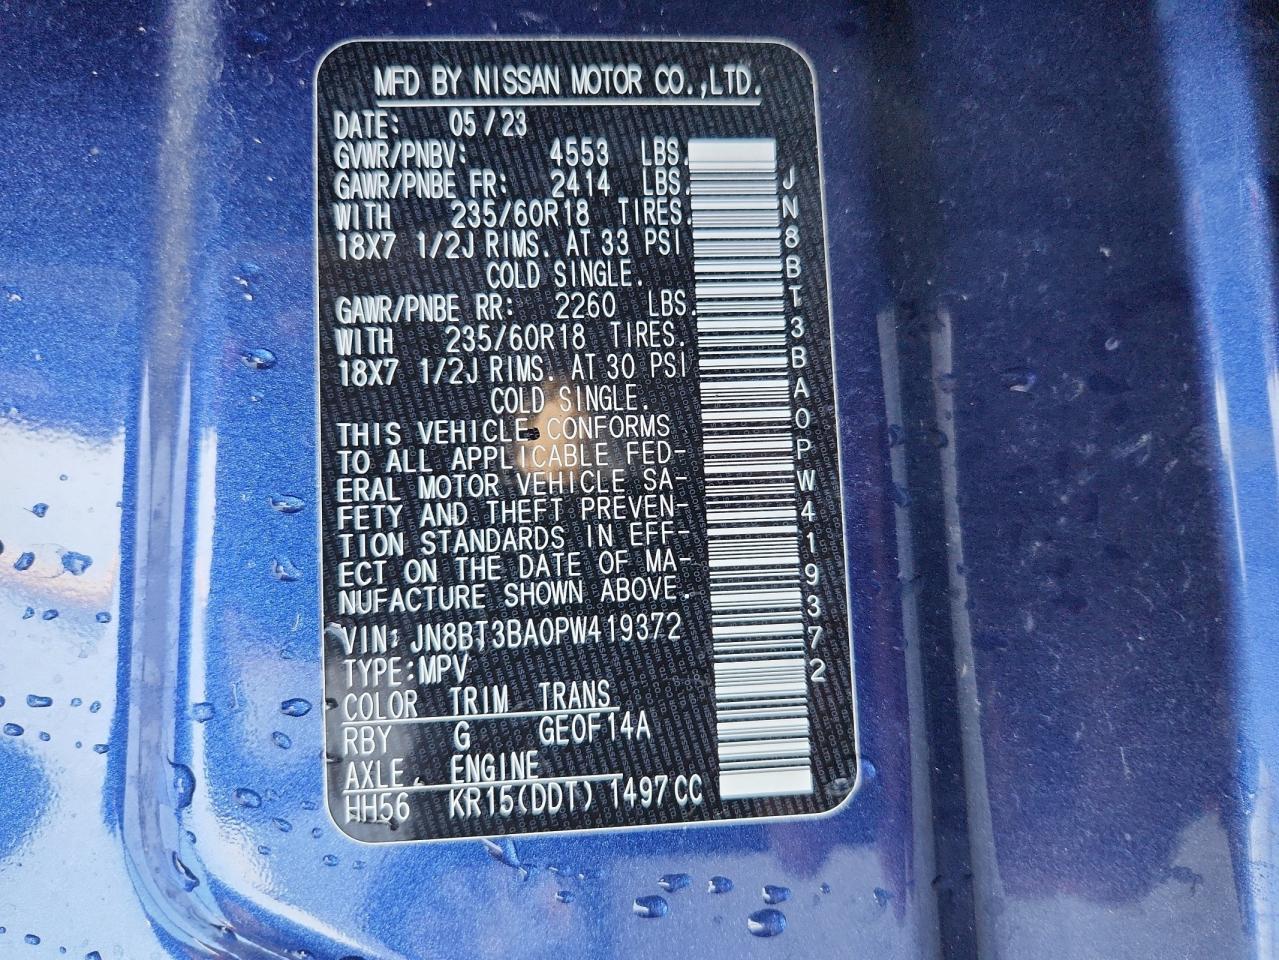 MFD BY NISSAN MOTOR CO.,LTD.
DATE: 05/23
GVWR/PNBV: 4553 LBS.
GAWR/PNBE FR: 2414 LBS.
WITH 235/60R18 TIRES.
18X7 1/2J RIMS. AT 33 PSI
COLD SINGLE.
GAWR/PNBE RR: 2260 LBS.
WITH 235/60R18 TIRES.
18X7 1/2J RIMS. AT 30 PSI
COLD SINGLE.
THIS VEHICLE CONFORMS
TO ALL APPLICABLE FED-
ERAL MOTOR VEHICLE SA-
FETY AND THEFT PREVEN-
TION STANDARDS IN EFF-
ECT ON THE DATE OF MA-
NUFACTURE SHOWN ABOVE.
VIN: JN8BT3BA0PW419372
TYPE:MPV
COLOR TRIM TRANS
RBY G GEOF14A
AXLE ENGINE
HH56 KR15(DDT) 1497CC
JN8BT3BA0PW419372